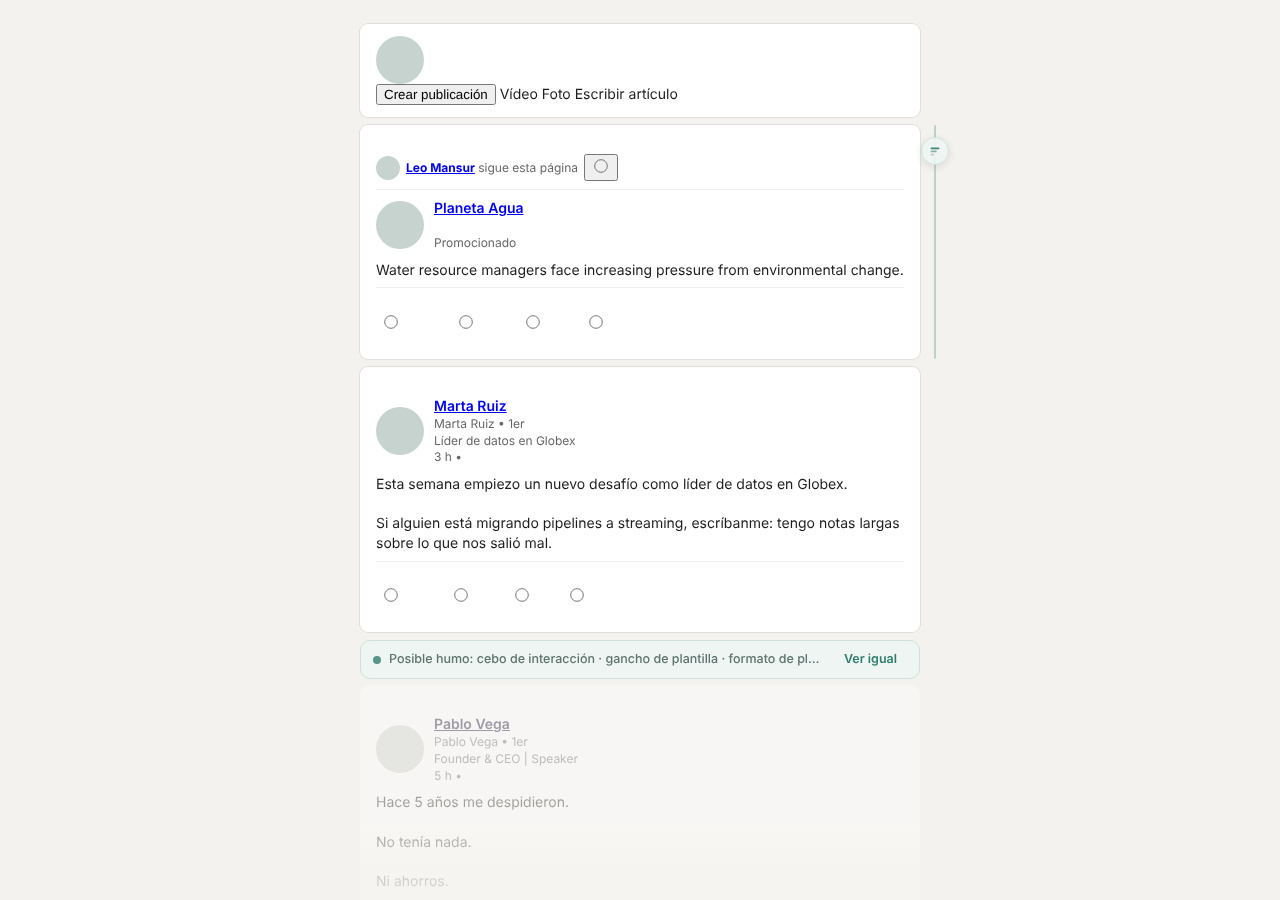 Crear publicación Vídeo Foto Escribir artículo
Leo Mansur sigue esta página
Planeta Agua
Promocionado
Water resource managers face increasing pressure from environmental change.
Marta Ruiz
Marta Ruiz • 1er
Líder de datos en Globex
3 h •
Esta semana empiezo un nuevo desafío como líder de datos en Globex.
Si alguien está migrando pipelines a streaming, escríbanme: tengo notas largas
sobre lo que nos salió mal.
Posible humo: cebo de interacción · gancho de plantilla · formato de pl... Ver igual
Pablo Vega
Pablo Vega • 1er
Founder & CEO | Speaker
5 h •
Hace 5 años me despidieron.
No tenía nada.
Ni ahorros.